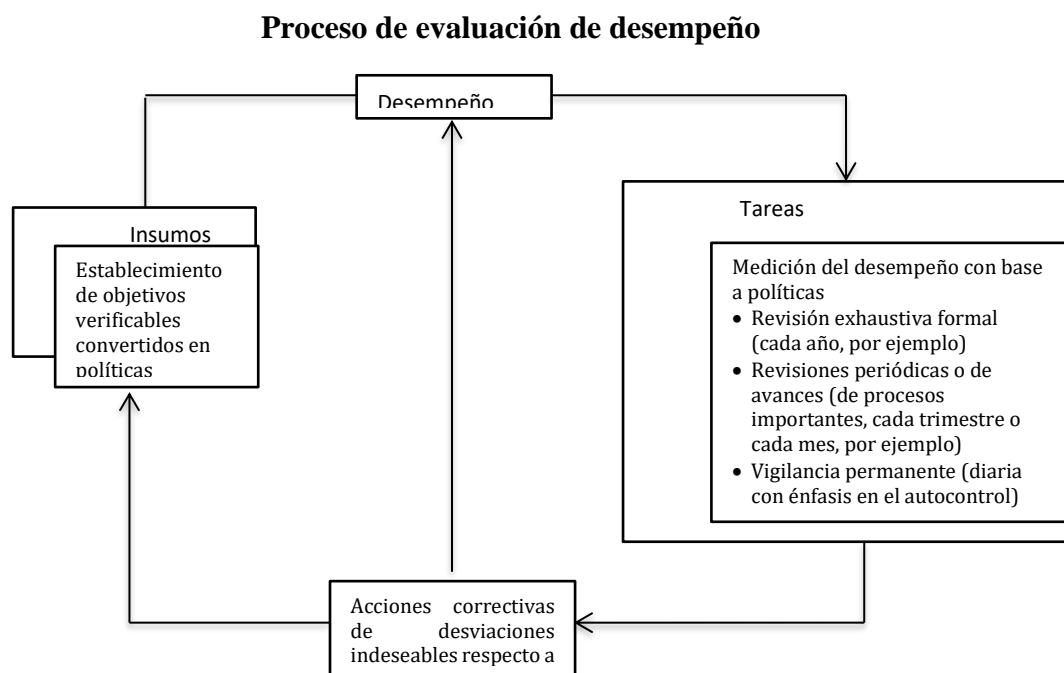 Proceso de evaluación de desempeño
Desempeño
Insumos
Establecimiento
de objetivos
verificables
convertidos en
políticas
Tareas
Medición del desempeño con base
a políticas
• Revisión exhaustiva formal
(cada año, por ejemplo)
• Revisiones periódicas o de
avances (de procesos
importantes, cada trimestre o
cada mes, por ejemplo)
• Vigilancia permanente (diaria
con énfasis en el autocontrol)
Acciones correctivas
de desviaciones
indeseables respecto a